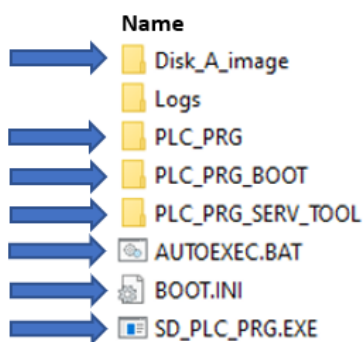 Name
Disk_A_image
Logs
PLC_PRG
PLC_PRG_BOOT
PLC_PRG_SERV_TOOL
AUTOEXEC.BAT
BOOT.INI
SD_PLC_PRG.EXE